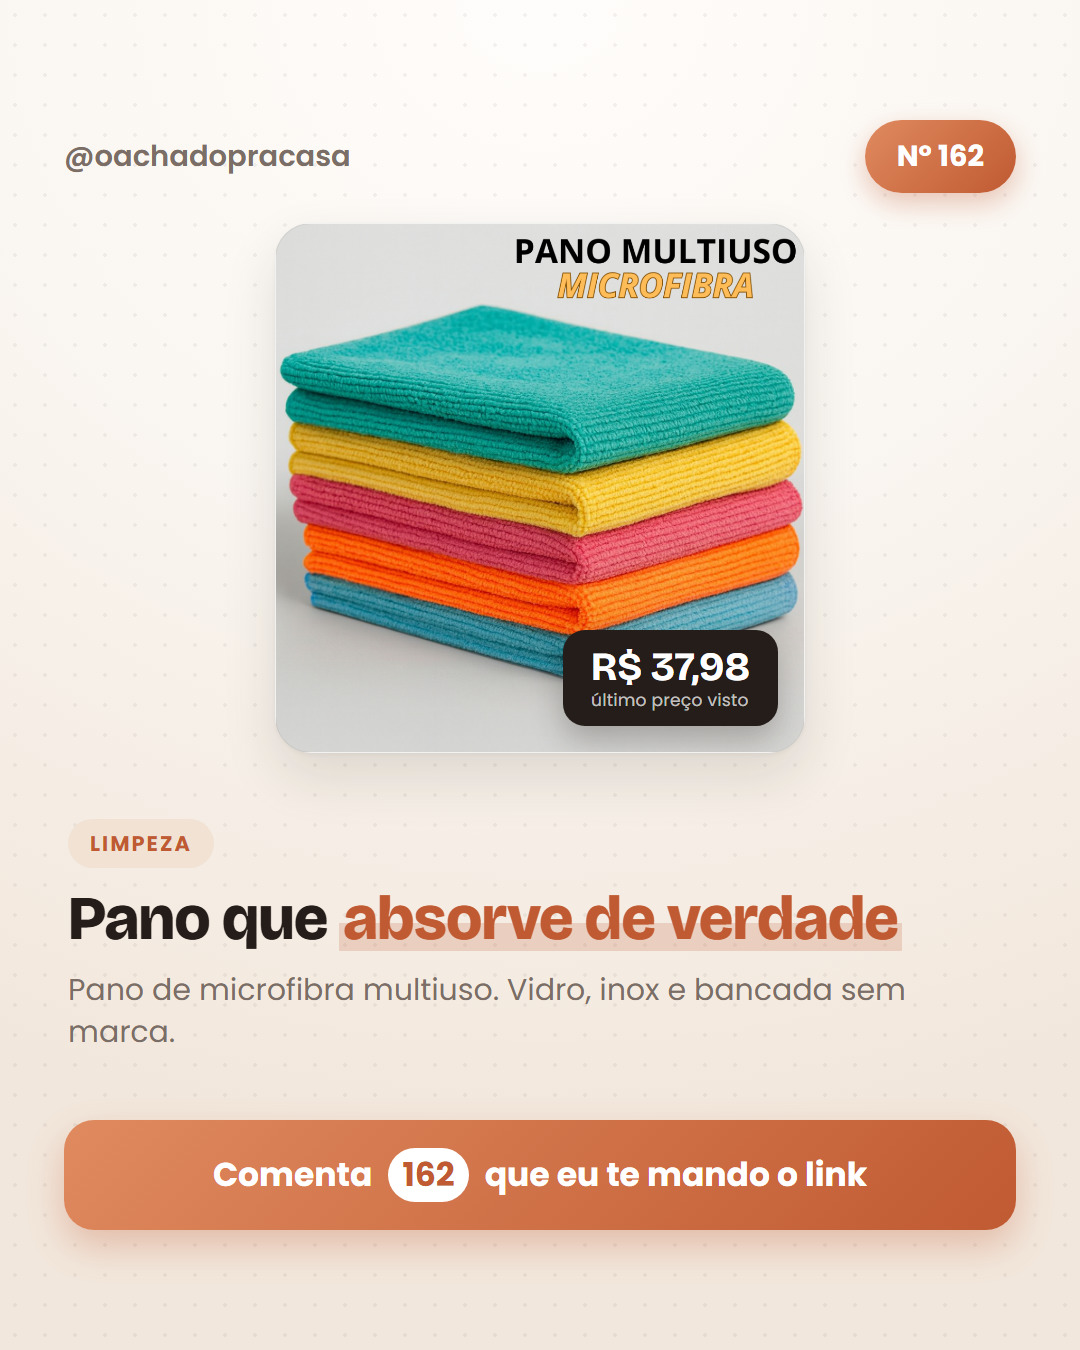 @oachadopracasa
Nº 162
PANO MULTIUSO
MICROFIBRA
R$ 37,98
último preço visto
LIMPEZA
Pano que absorve de verdade
Pano de microfibra multiuso. Vidro, inox e bancada sem
marca.
Comenta 162 que eu te mando o link